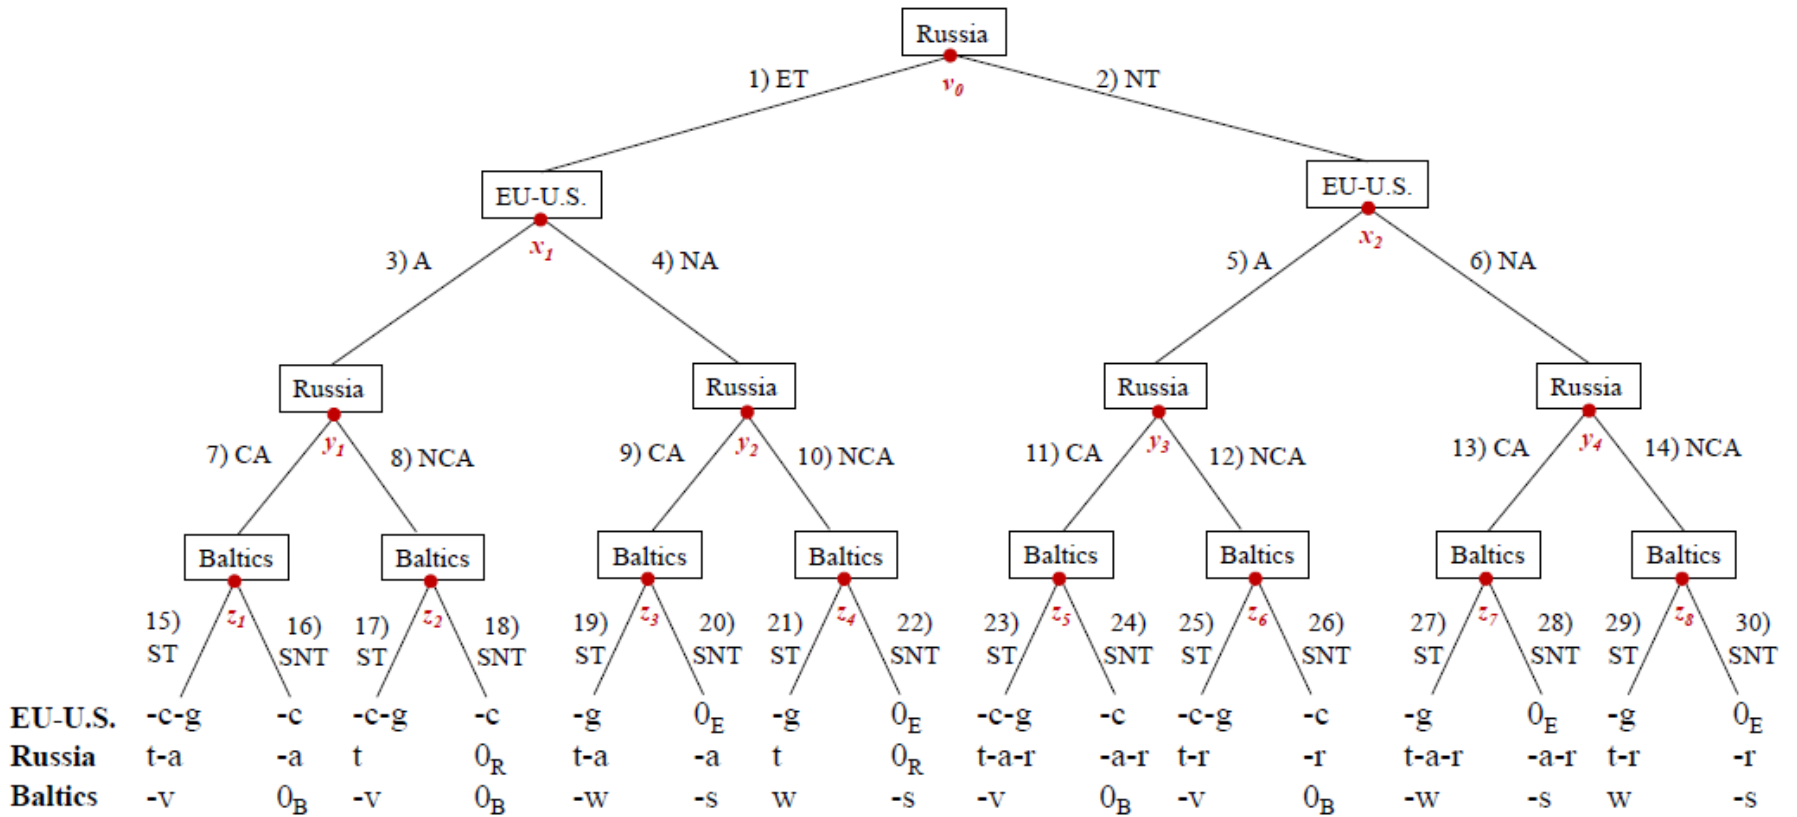 Russia
1) ET
2) NT
v0
EU-U.S.
EU-U.S.
x1
x2
3) A
4) NA
5) A
6) NA
Russia
Russia
Russia
Russia
y1
y2
y3
y4
7) CA
8) NCA
9) CA
10) NCA
11) CA
12) NCA
13) CA
14) NCA
Baltics
Baltics
Baltics
Baltics
Baltics
Baltics
Baltics
Baltics
z1
z2
z3
z4
z5
z6
z7
z8
15) 16) 17) 18) 19) 20) 21) 22) 23) 24) 25) 26) 27) 28) 29) 30)
ST SNT ST SNT ST SNT ST SNT ST SNT ST SNT ST SNT ST SNT
EU-U.S. -c-g -c -c-g -c -g 0E -g 0E -c-g -c -c-g -c -g 0E -g 0E
Russia t-a -a t 0R t-a -a t 0R t-a-r -a-r t-r -r t-a-r -a-r t-r -r
Baltics -v 0B -v 0B -w -s w -s -v 0B -v 0B -w -s w -s